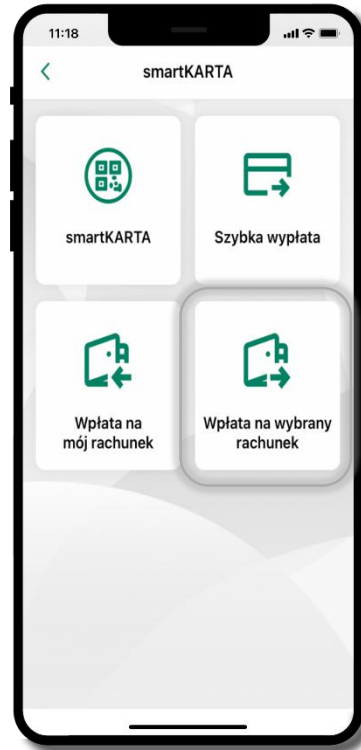 11:18
smartKARTA
smartKARTA
Szybka wypłata
Wpłata na
mój rachunek
Wpłata na wybrany
rachunek